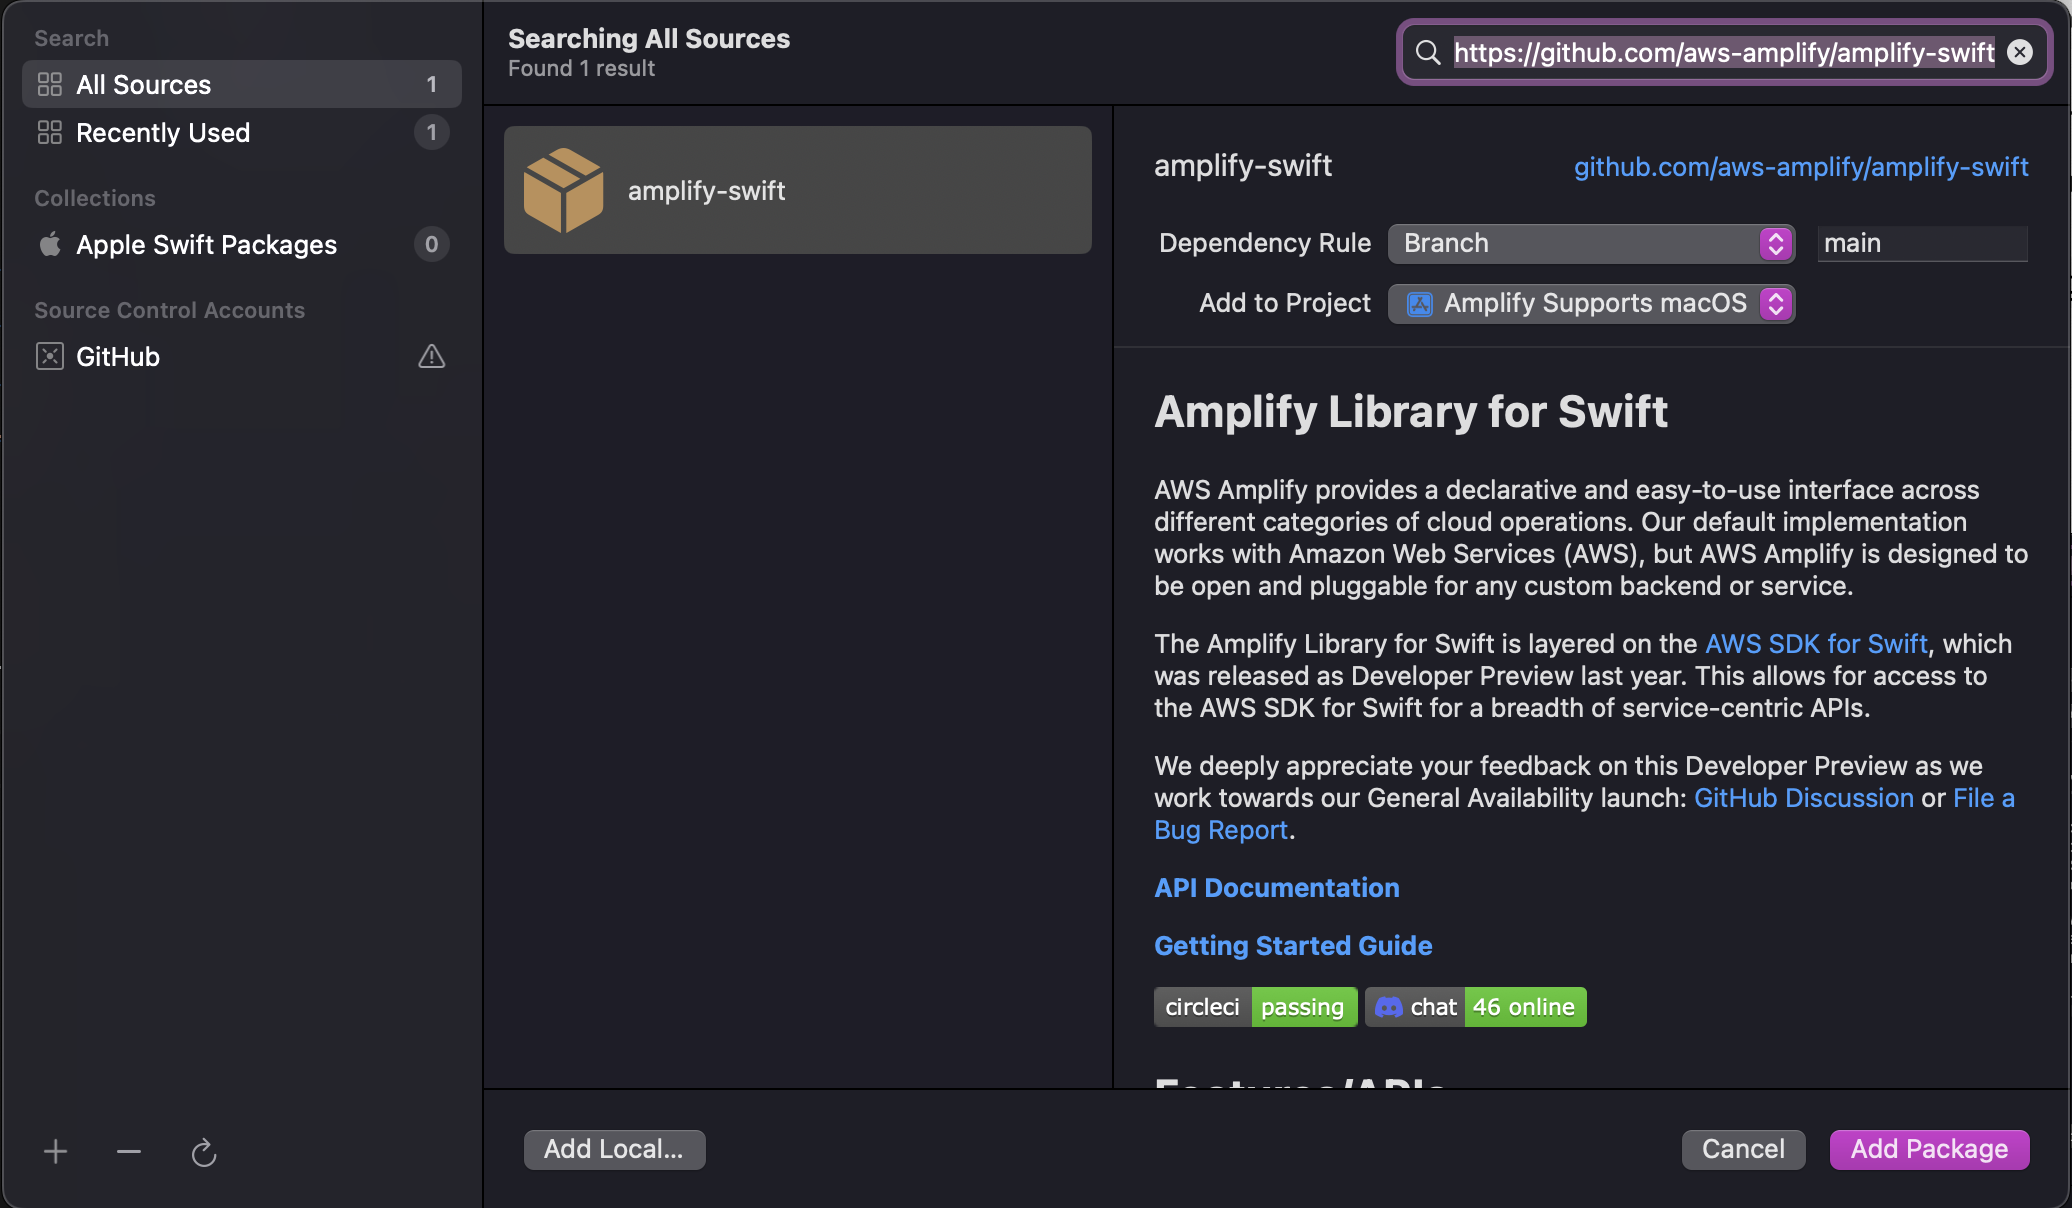 Search
All Sources 1
Recently Used 1
Collections
Apple Swift Packages 0
Source Control Accounts
GitHub
Searching All Sources
Found 1 result
https://github.com/aws-amplify/amplify-swift
amplify-swift
amplify-swift github.com/aws-amplify/amplify-swift
Dependency Rule Branch main
Add to Project Amplify Supports macOS
Amplify Library for Swift
AWS Amplify provides a declarative and easy-to-use interface across
different categories of cloud operations. Our default implementation
works with Amazon Web Services (AWS), but AWS Amplify is designed to
be open and pluggable for any custom backend or service.
The Amplify Library for Swift is layered on the AWS SDK for Swift, which
was released as Developer Preview last year. This allows for access to
the AWS SDK for Swift for a breadth of service-centric APIs.
We deeply appreciate your feedback on this Developer Preview as we
work towards our General Availability launch: GitHub Discussion or File a
Bug Report.
API Documentation
Getting Started Guide
circleci passing chat 46 online
Features/APIs
Add Local... Cancel Add Package